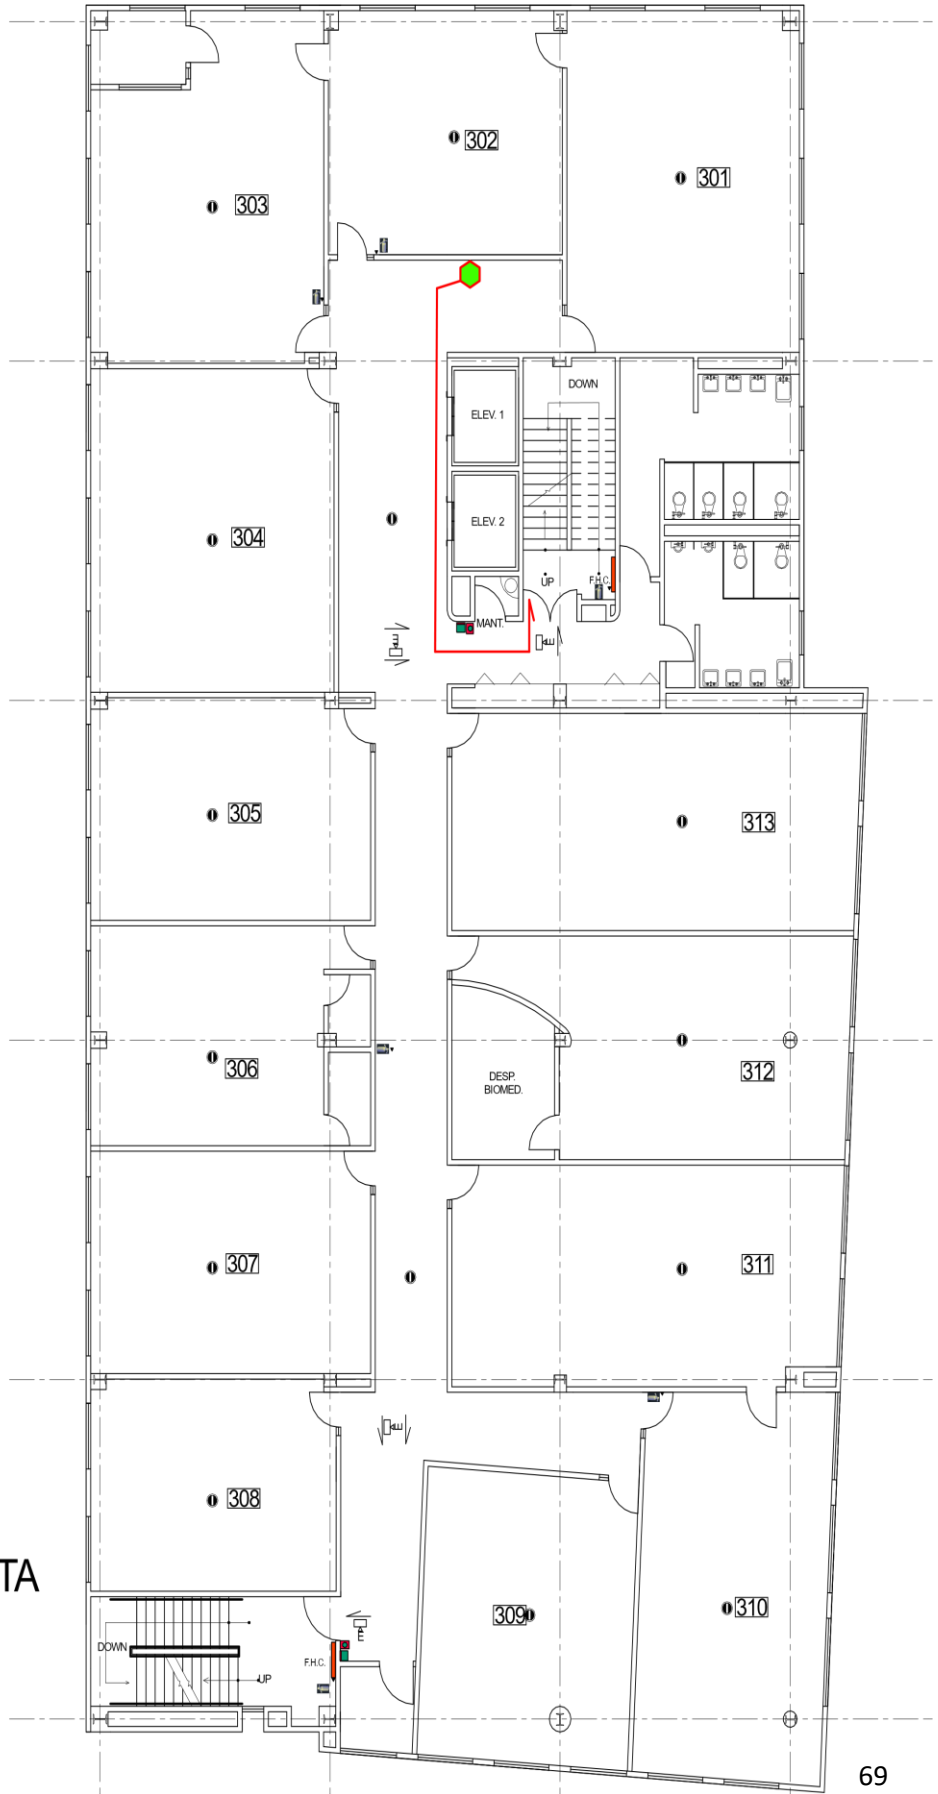 302
301
303
DOWN
ELEV. 1
304
ELEV. 2
UP
F.H.C.
MANT.
E
E
305
313
306
DESP.
BIOMED.
312
307
311
E
308
TA
309
310
E
DOWN
F.H.C.
UP
69